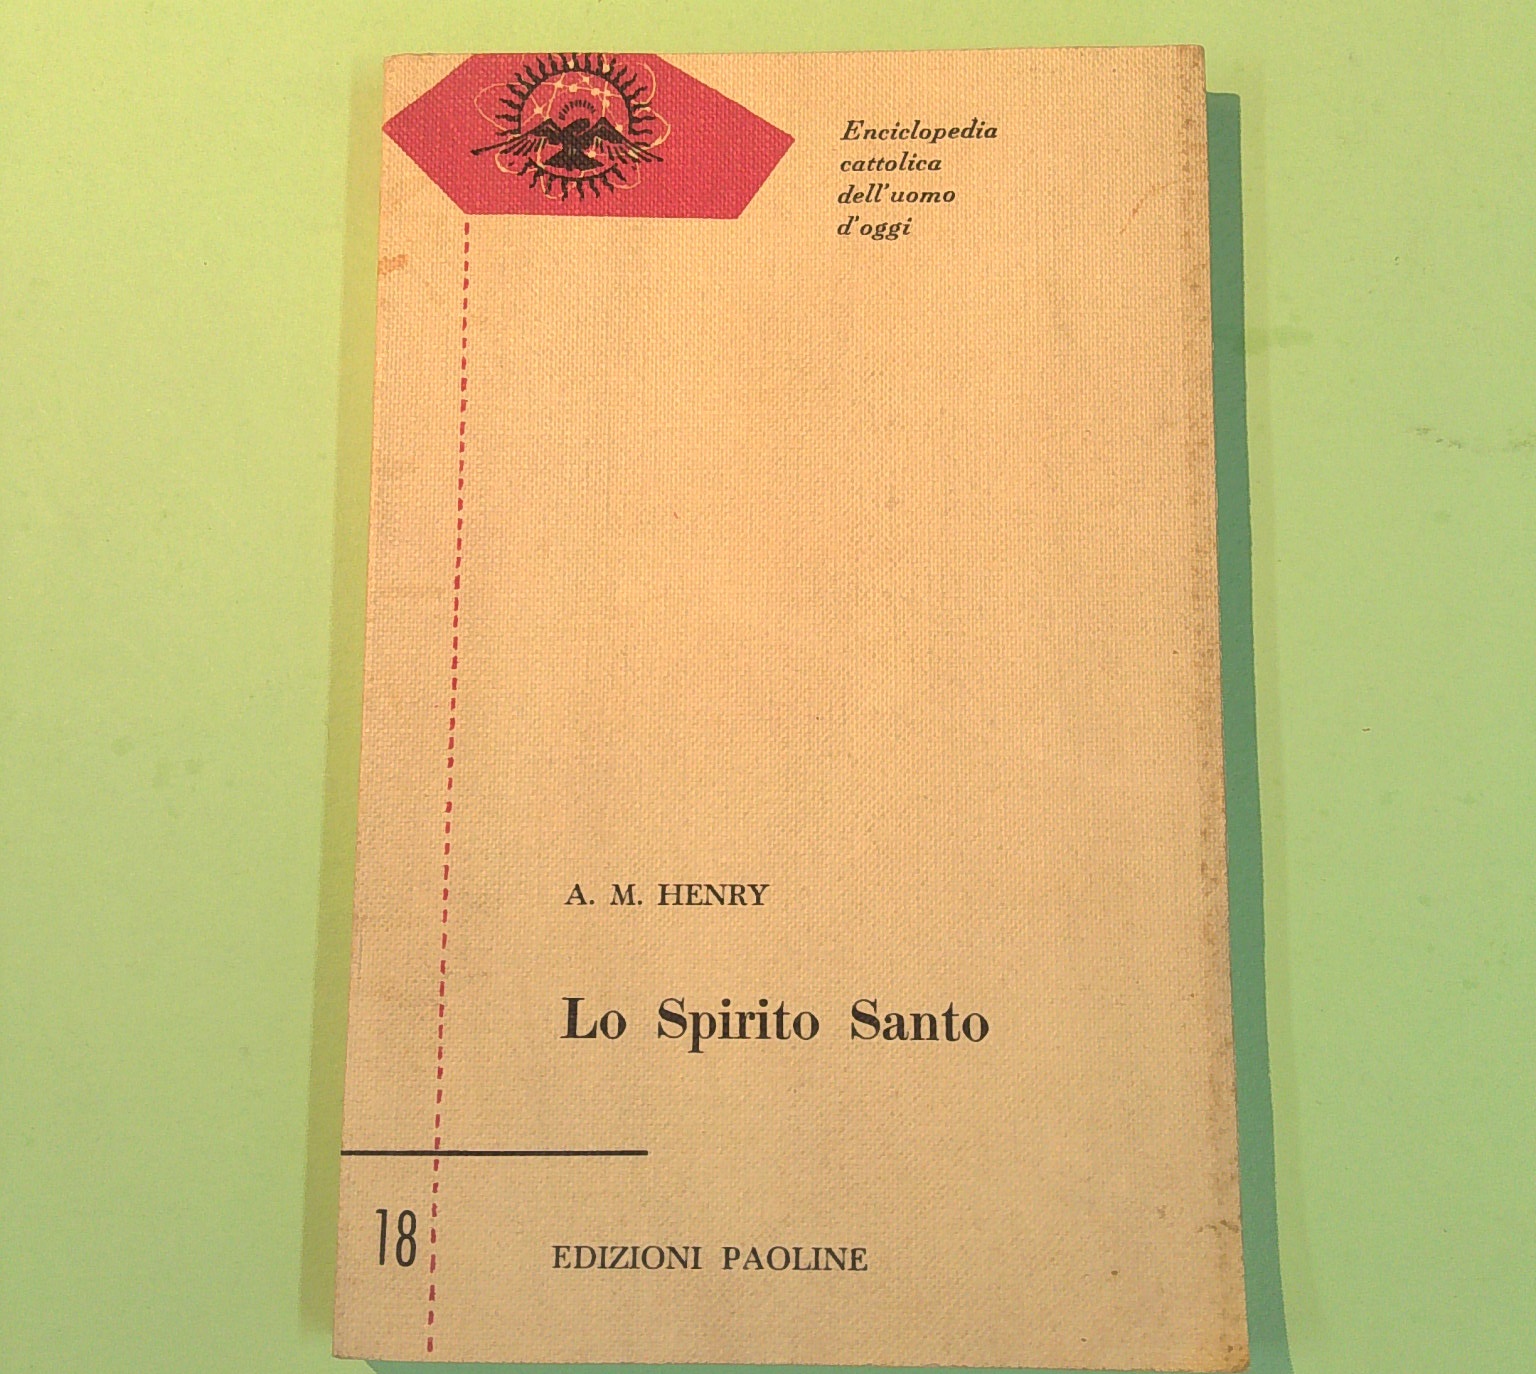 Enciclopedia
cattolica
dell'uomo
d'oggi
A. M. HENRY
Lo Spirito Santo
18
EDIZIONI PAOLINE